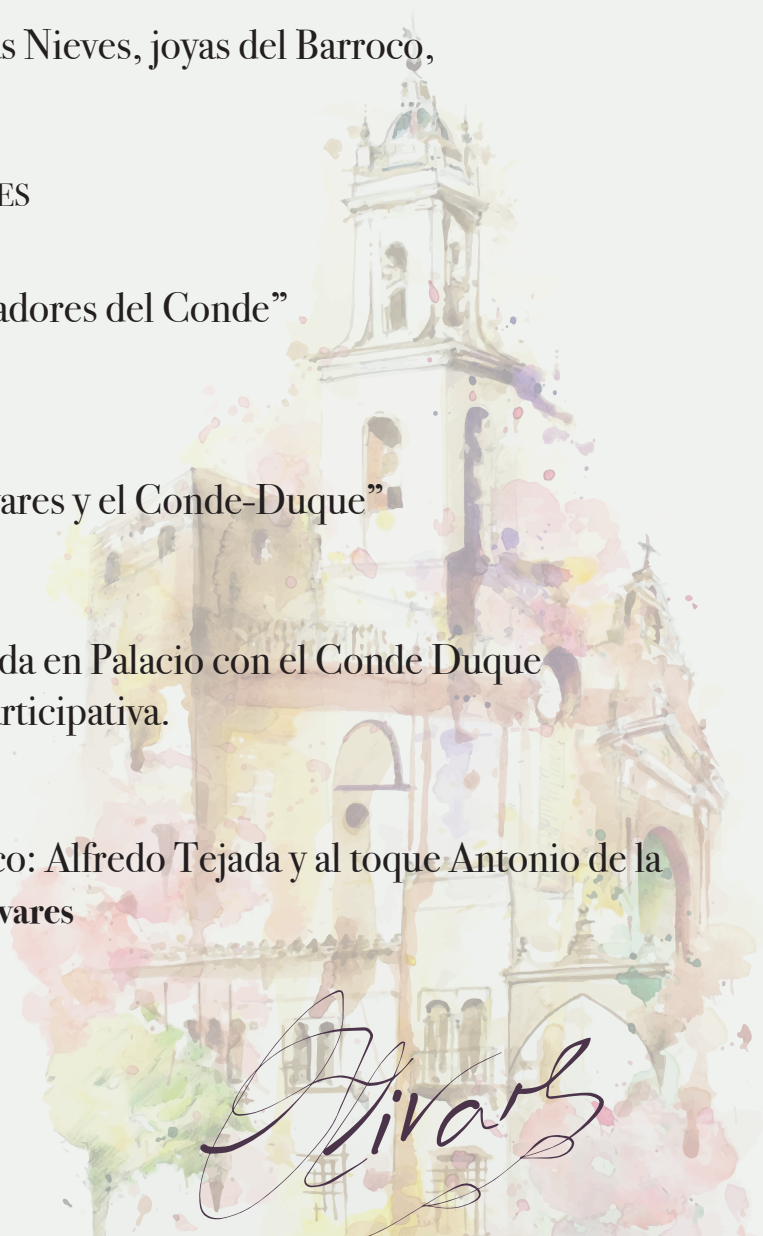 s Nieves, joyas del Barroco,
ES
adores del Conde”
vares y el Conde-Duque”
da en Palacio con el Conde Duque
rticipativa.
co: Alfredo Tejada y al toque Antonio de la
vares
Olivares